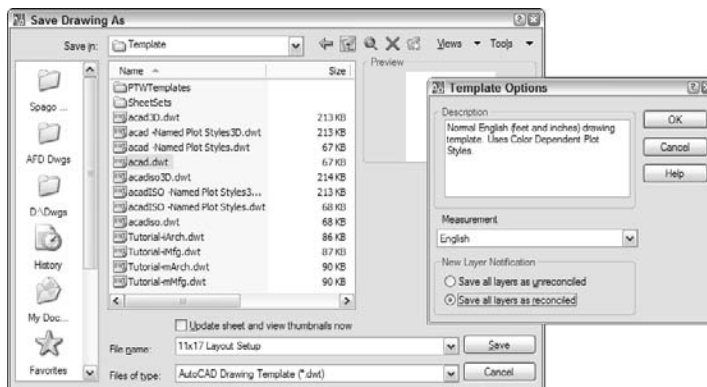 Save Drawing As
Save in:
Template
Views
Tools
Spago ...
AFD Dwgs
D:\Dwgs
History
My Doc...
Favorites
Name
Size
PTWTemplates
SheetSets
acad3D.dwt 213 KB
acad -Named Plot Styles3D.dwt 213 KB
acad -Named Plot Styles.dwt 67 KB
acad.dwt 67 KB
acadiso3D.dwt 214 KB
acadISO -Named Plot Styles3... 213 KB
acadISO -Named Plot Styles.dwt 68 KB
acadiso.dwt 68 KB
Tutorial-iArch.dwt 86 KB
Tutorial-iMfg.dwt 87 KB
Tutorial-mArch.dwt 90 KB
Tutorial-mMfg.dwt 90 KB
Preview
Update sheet and view thumbnails now
File name: 11x17 Layout Setup
Save
Files of type: AutoCAD Drawing Template (*.dwt)
Cancel
Template Options
Description
Normal English (feet and inches) drawing
template. Uses Color Dependent Plot
Styles.
OK
Cancel
Help
Measurement
English
New Layer Notification
Save all layers as unreconciled
Save all layers as reconciled